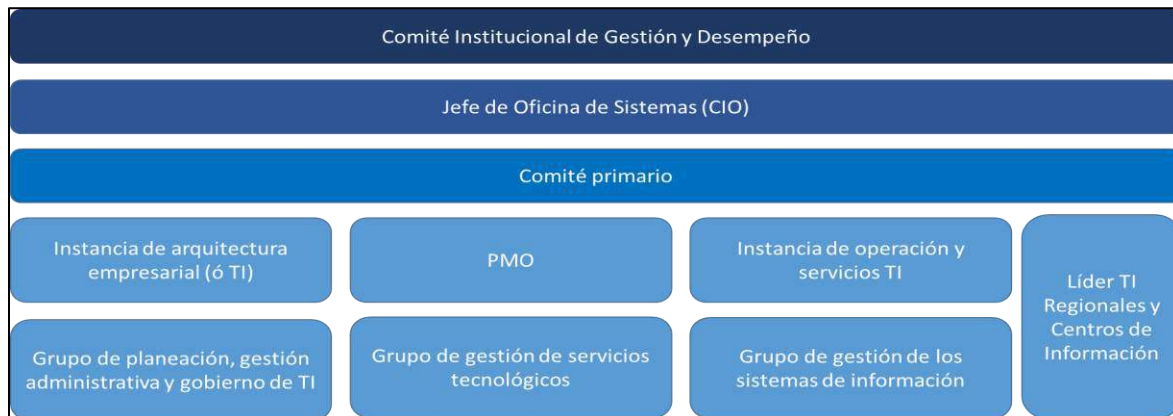 Comité Institucional de Gestión y Desempeño
Jefe de Oficina de Sistemas (CIO)
Comité primario
Instancia de arquitectura
empresarial (ó TI)
PMO
Instancia de operación y
servicios TI
Líder TI
Regionales y
Centros de
Información
Grupo de planeación, gestión
administrativa y gobierno de TI
Grupo de gestión de servicios
tecnológicos
Grupo de gestión de los
sistemas de información